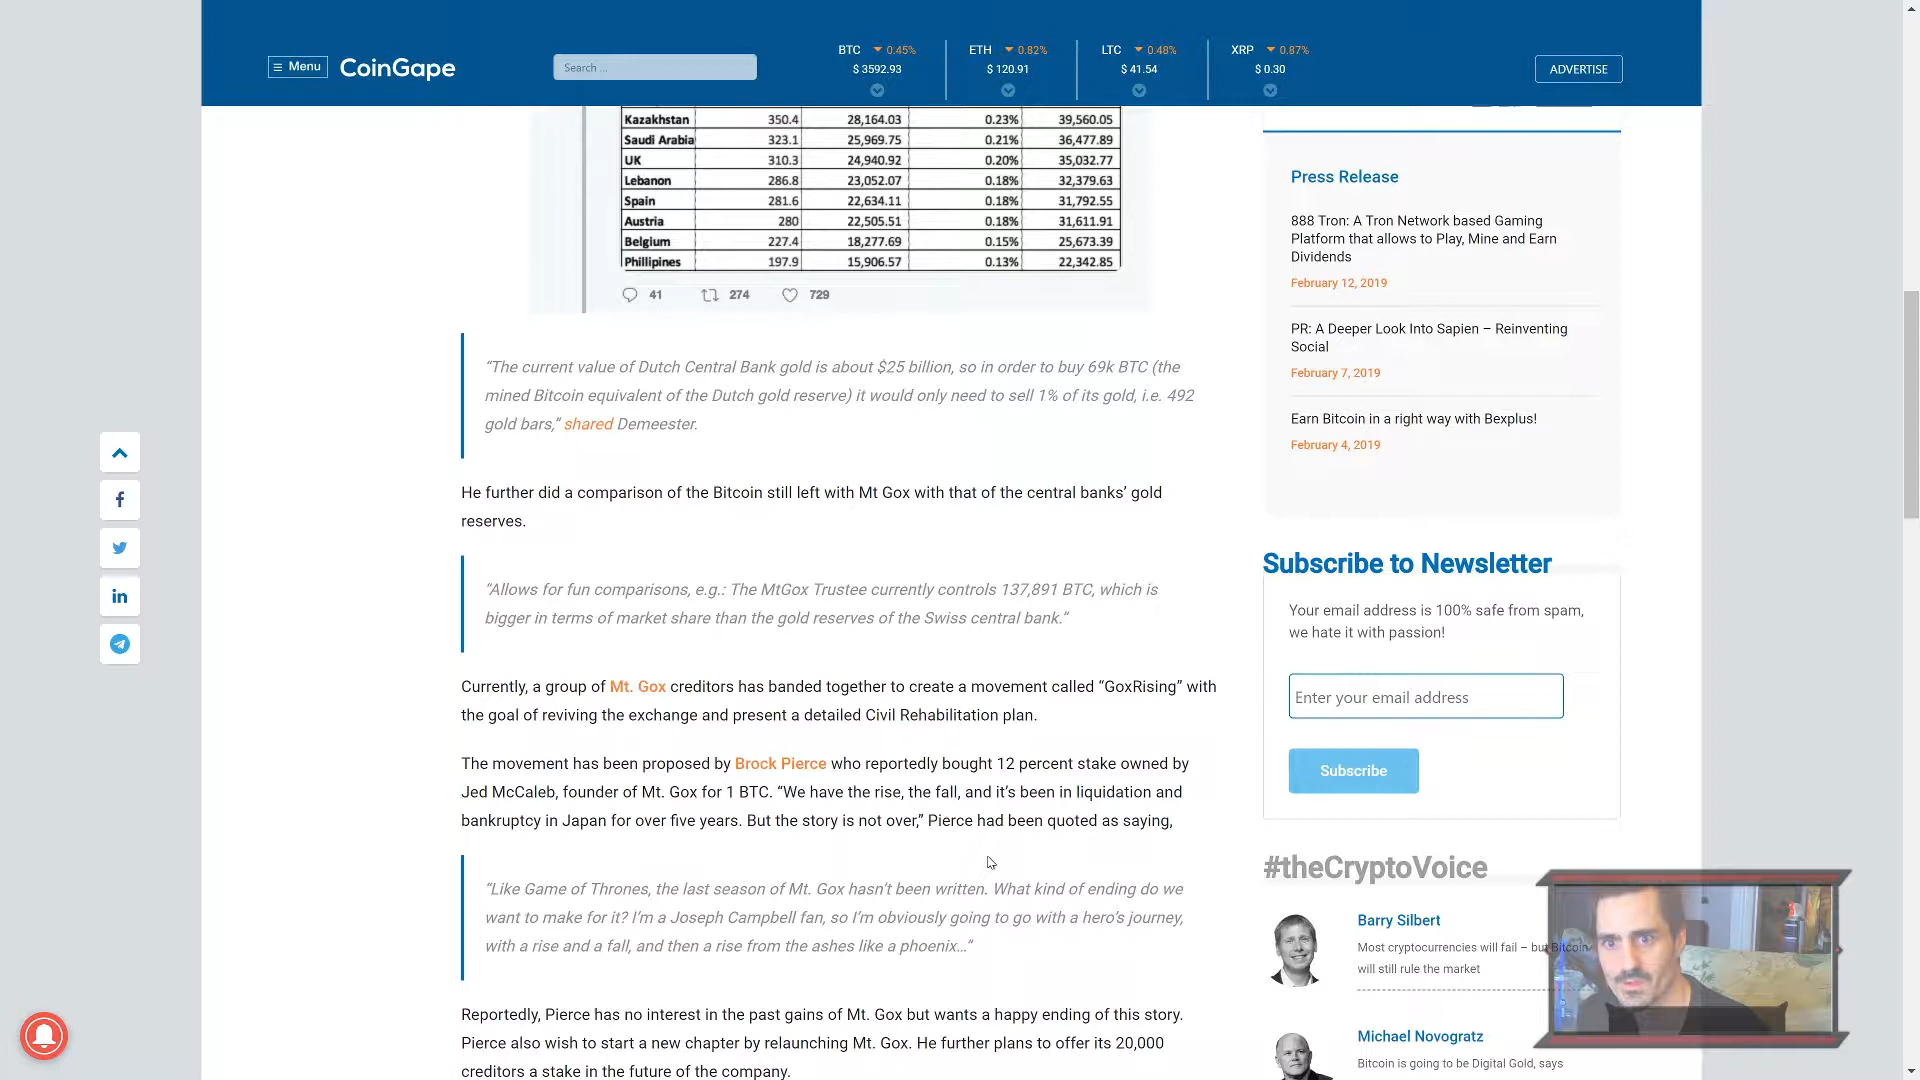 Menu
CoinGape
Search ...
BTC 0.45%
$ 3592.93
ETH 0.82%
$ 120.91
LTC 0.48%
$ 41.54
XRP 0.87%
$ 0.30
ADVERTISE
Kazakhstan 350.4 28,164.03 0.23% 39,560.05
Saudi Arabia 323.1 25,969.75 0.21% 36,477.89
UK 310.3 24,940.92 0.20% 35,032.77
Lebanon 286.8 23,052.07 0.18% 32,379.63
Spain 281.6 22,634.11 0.18% 31,792.55
Austria 280 22,505.51 0.18% 31,611.91
Belgium 227.4 18,277.69 0.15% 25,673.39
Phillipines 197.9 15,906.57 0.13% 22,342.85
41 274 729
“The current value of Dutch Central Bank gold is about $25 billion, so in order to buy 69k BTC (the
mined Bitcoin equivalent of the Dutch gold reserve) it would only need to sell 1% of its gold, i.e. 492
gold bars,” shared Demeester.
He further did a comparison of the Bitcoin still left with Mt Gox with that of the central banks’ gold
reserves.
“Allows for fun comparisons, e.g.: The MtGox Trustee currently controls 137,891 BTC, which is
bigger in terms of market share than the gold reserves of the Swiss central bank.”
Currently, a group of Mt. Gox creditors has banded together to create a movement called “GoxRising” with
the goal of reviving the exchange and present a detailed Civil Rehabilitation plan.
The movement has been proposed by Brock Pierce who reportedly bought 12 percent stake owned by
Jed McCaleb, founder of Mt. Gox for 1 BTC. “We have the rise, the fall, and it’s been in liquidation and
bankruptcy in Japan for over five years. But the story is not over,” Pierce had been quoted as saying,
“Like Game of Thrones, the last season of Mt. Gox hasn’t been written. What kind of ending do we
want to make for it? I’m a Joseph Campbell fan, so I’m obviously going to go with a hero’s journey,
with a rise and a fall, and then a rise from the ashes like a phoenix…”
Reportedly, Pierce has no interest in the past gains of Mt. Gox but wants a happy ending of this story.
Pierce also wish to start a new chapter by relaunching Mt. Gox. He further plans to offer its 20,000
creditors a stake in the future of the company.
Press Release
888 Tron: A Tron Network based Gaming
Platform that allows to Play, Mine and Earn
Dividends
February 12, 2019
PR: A Deeper Look Into Sapien – Reinventing
Social
February 7, 2019
Earn Bitcoin in a right way with Bexplus!
February 4, 2019
Subscribe to Newsletter
Your email address is 100% safe from spam,
we hate it with passion!
Enter your email address
Subscribe
#theCryptoVoice
Barry Silbert
Most cryptocurrencies will fail – but Bitcoin
will still rule the market
Michael Novogratz
Bitcoin is going to be Digital Gold, says